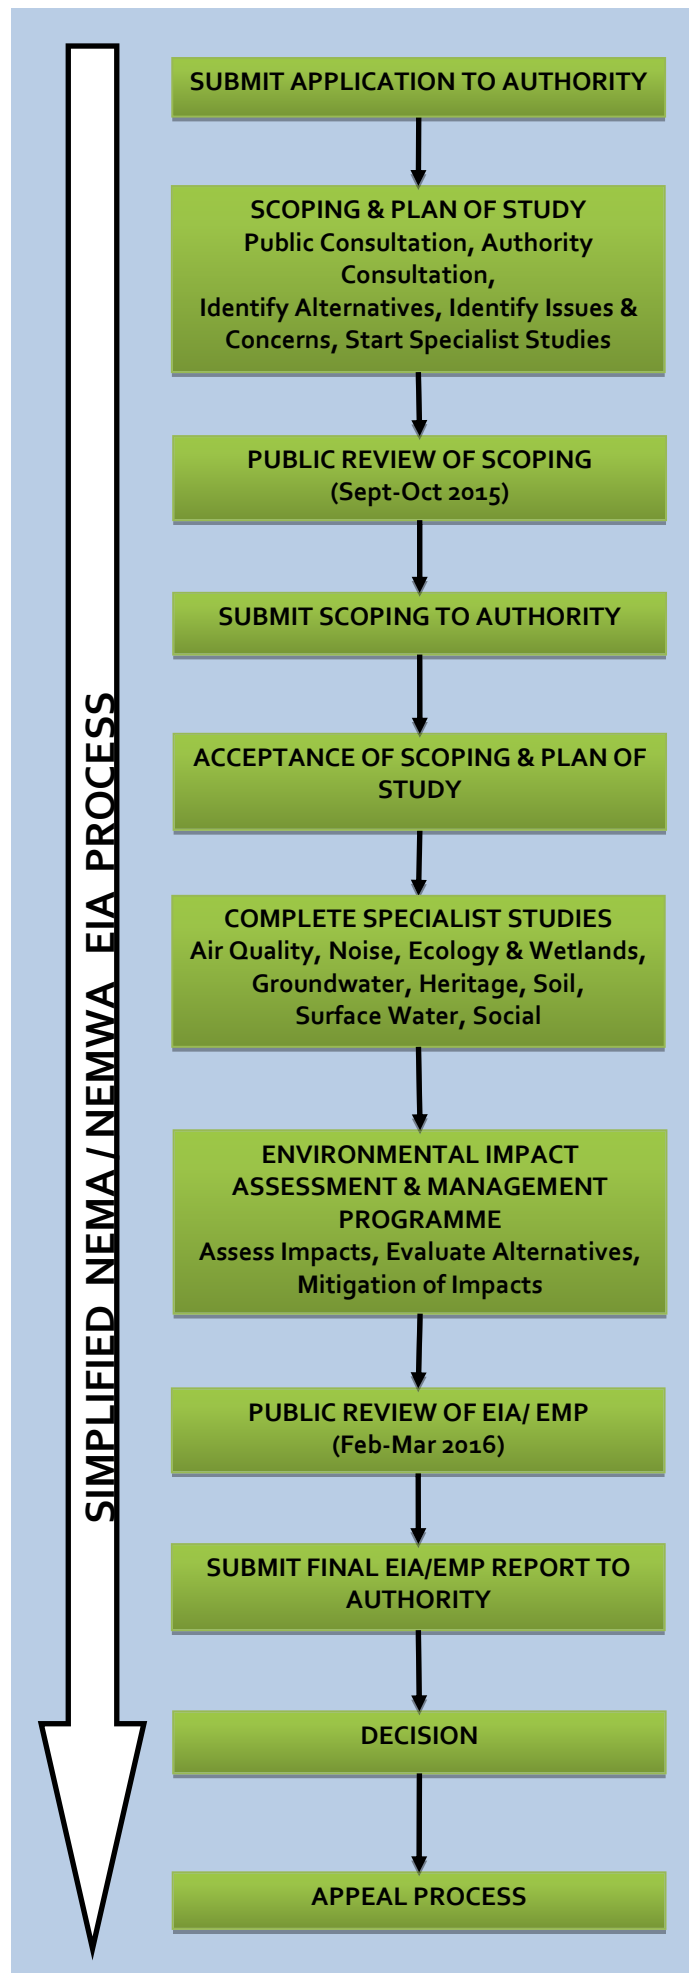 SUBMIT APPLICATION TO AUTHORITY
SCOPING & PLAN OF STUDY
Public Consultation, Authority
Consultation,
Identify Alternatives, Identify Issues &
Concerns, Start Specialist Studies
PUBLIC REVIEW OF SCOPING
(Sept-Oct 2015)
SUBMIT SCOPING TO AUTHORITY
ACCEPTANCE OF SCOPING & PLAN OF
STUDY
COMPLETE SPECIALIST STUDIES
Air Quality, Noise, Ecology & Wetlands,
Groundwater, Heritage, Soil,
Surface Water, Social
ENVIRONMENTAL IMPACT
ASSESSMENT & MANAGEMENT
PROGRAMME
Assess Impacts, Evaluate Alternatives,
Mitigation of Impacts
PUBLIC REVIEW OF EIA/ EMP
(Feb-Mar 2016)
SUBMIT FINAL EIA/EMP REPORT TO
AUTHORITY
DECISION
APPEAL PROCESS
SIMPLIFIED NEMA / NEMWA EIA PROCESS